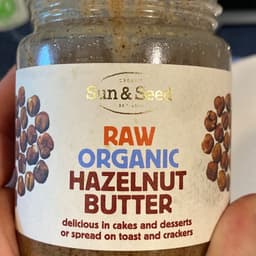 ORGANIC
Sun & Seed
RAW
ORGANIC
HAZELNUT
BUTTER
delicious in cakes and desserts
or spread on toast and crackers